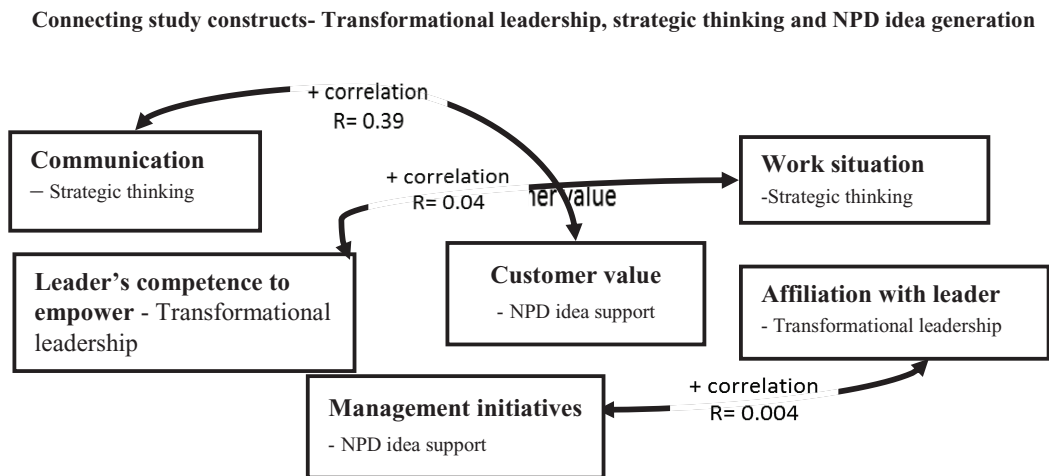 Connecting study constructs- Transformational leadership, strategic thinking and NPD idea generation
+ correlation
R= 0.39
Communication
– Strategic thinking
+ correlation
R= 0.04
value
Work situation
-Strategic thinking
Leader’s competence to
empower - Transformational
leadership
Customer value
- NPD idea support
Affiliation with leader
- Transformational leadership
Management initiatives
- NPD idea support
+ correlation
R= 0.004